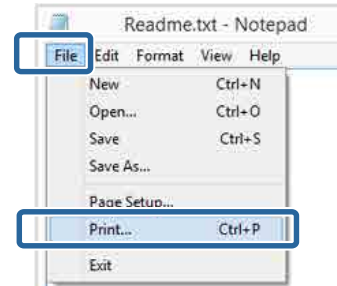 Readme.txt - Notepad
File Edit Format View Help
New Ctrl+N
Open... Ctrl+O
Save Ctrl+S
Save As...
Page Setup...
Print... Ctrl+P
Exit